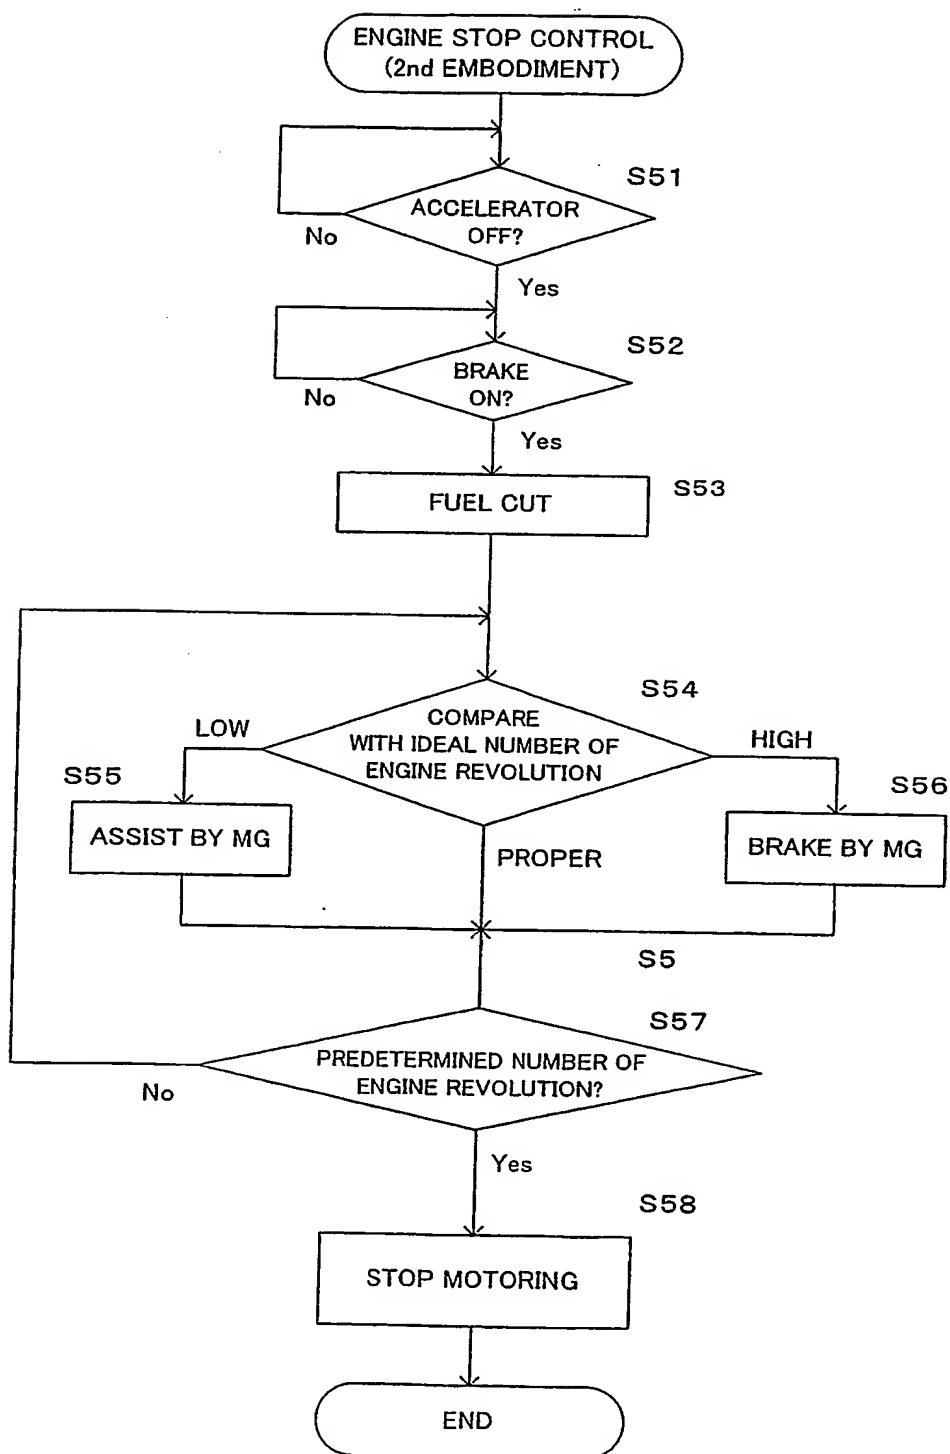 ENGINE STOP CONTROL
(2nd EMBODIMENT)
S51
ACCELERATOR
OFF?
No
Yes
S52
BRAKE
ON?
No
Yes
S53
FUEL CUT
S54
COMPARE
WITH IDEAL NUMBER OF
ENGINE REVOLUTION
LOW
HIGH
S55
S56
ASSIST BY MG
BRAKE BY MG
PROPER
S5
S57
PREDETERMINED NUMBER OF
ENGINE REVOLUTION?
No
Yes
S58
STOP MOTORING
END